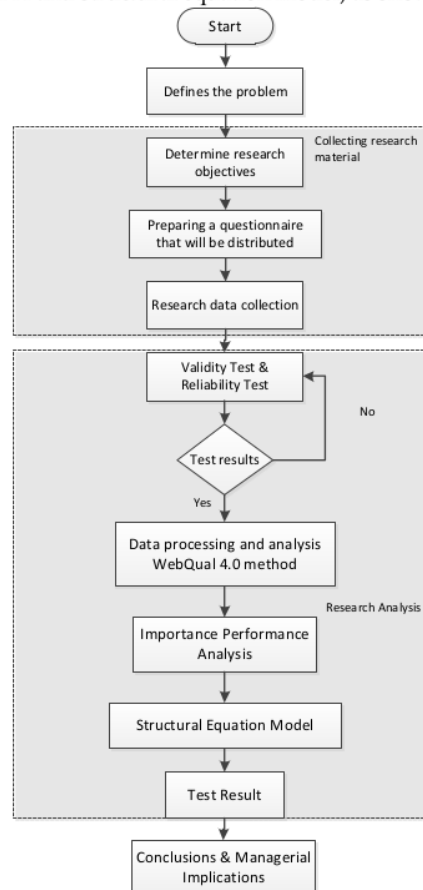 Start
Defines the problem
Collecting research
material
Determine research
objectives
Preparing a questionnaire
that will be distributed
Research data collection
Validity Test &
Reliability Test
No
Test results
Yes
Data processing and analysis
WebQual 4.0 method
Research Analysis
Importance Performance
Analysis
Structural Equation Model
Test Result
Conclusions & Managerial
Implications